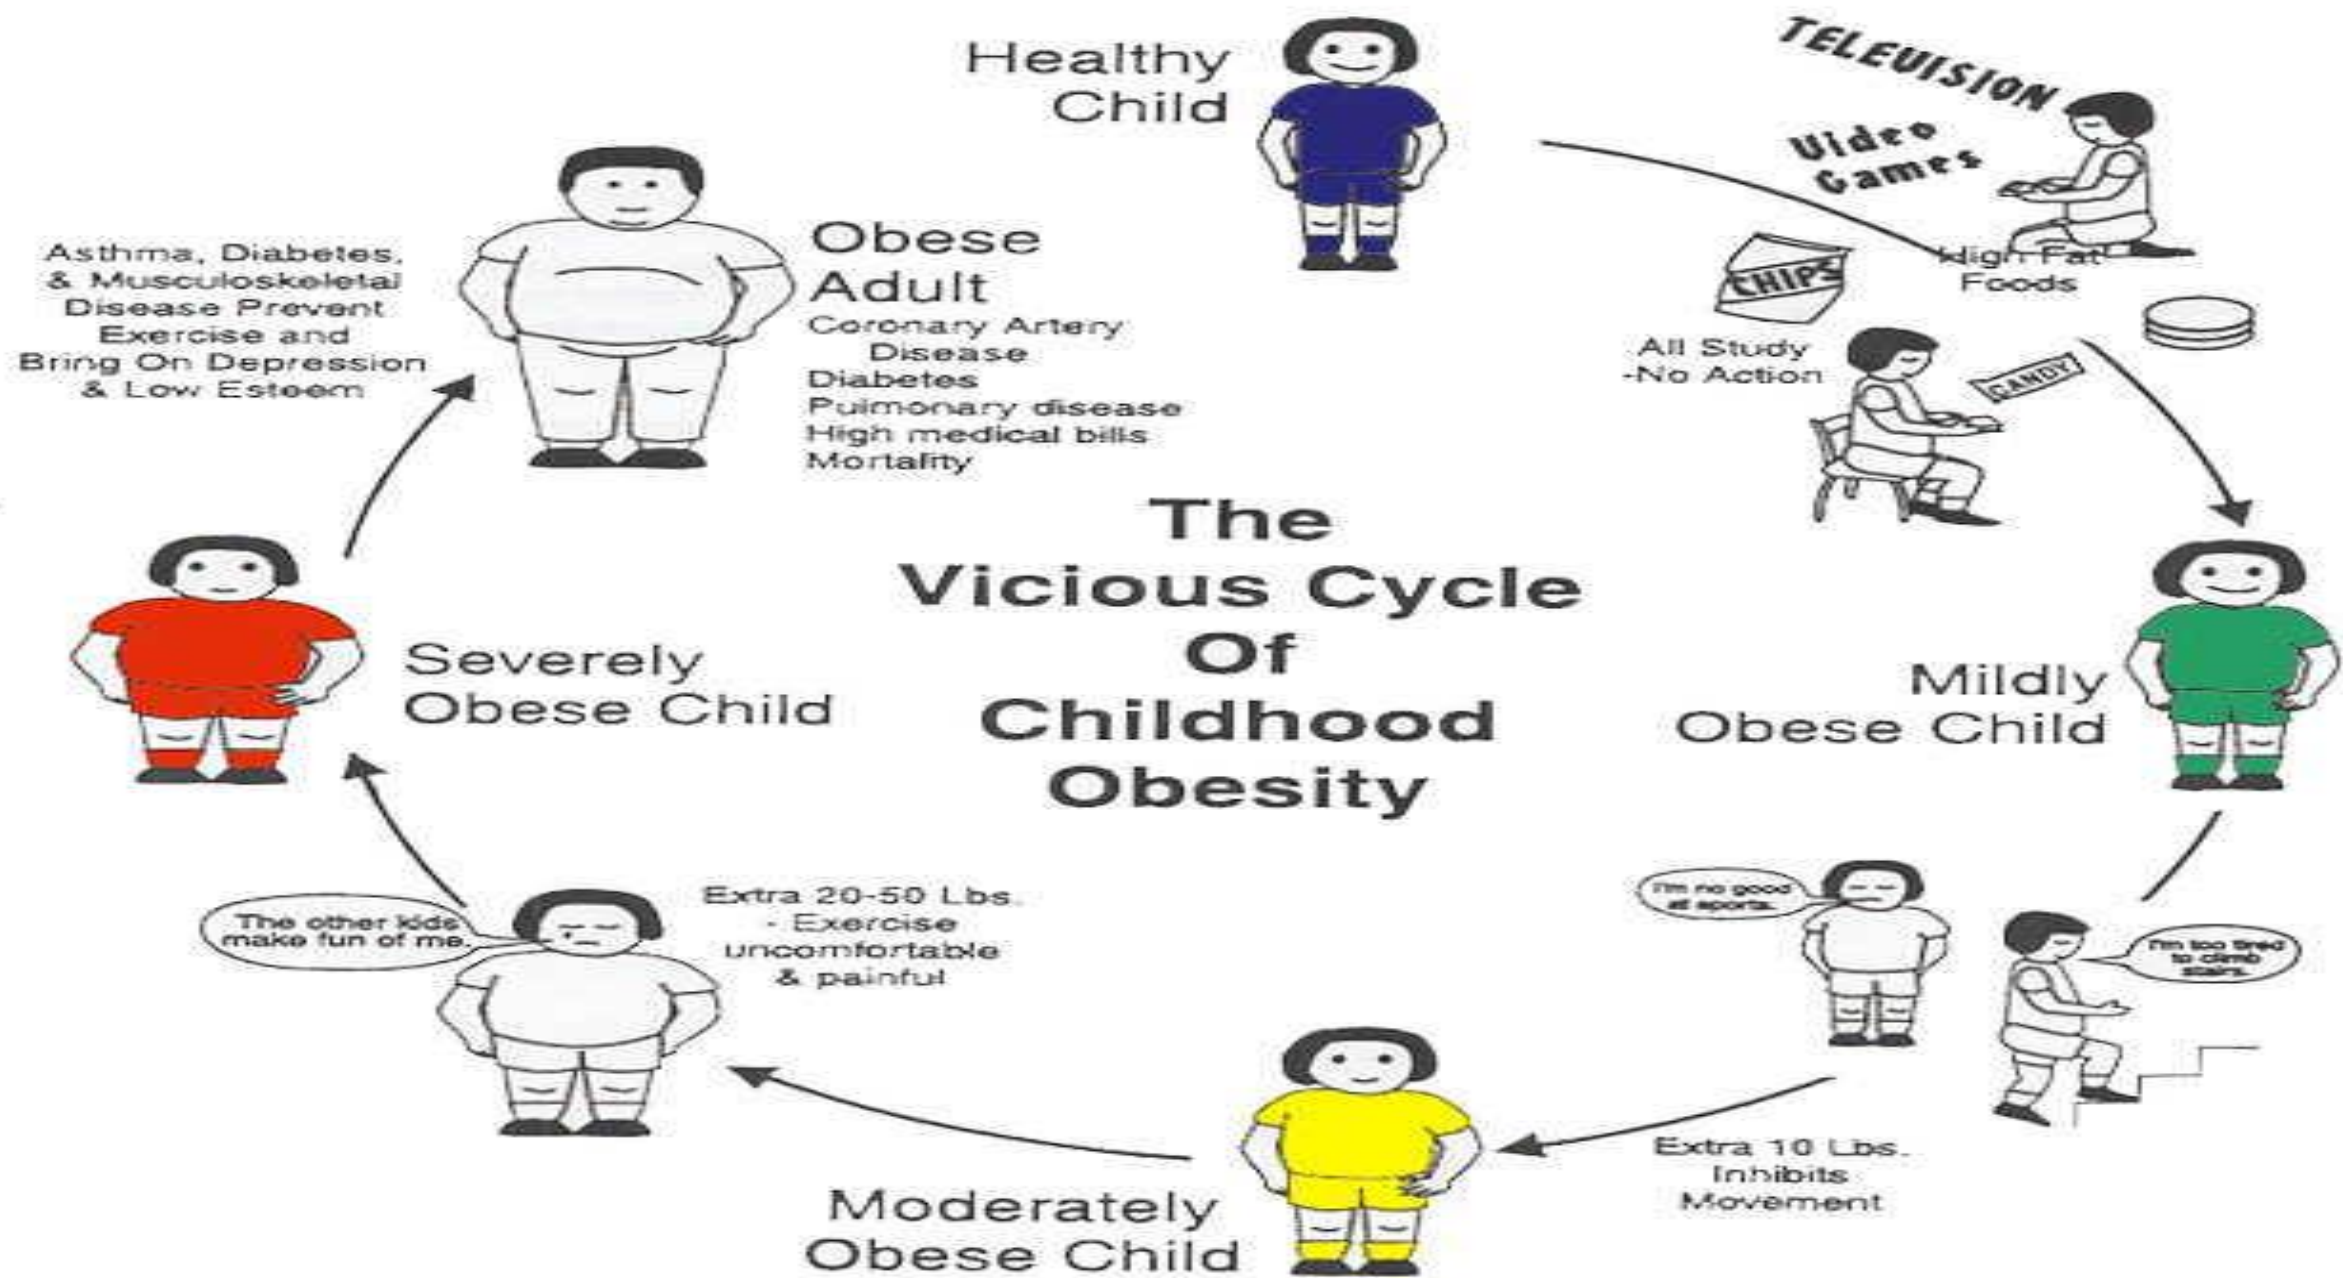 Healthy
Child
TELEVISION
Video
Games
High Fat
Foods
CHIPS
All Study
-No Action
CANDY
Mildly
Obese Child
I'm no good
at sports.
I'm too tired
to climb
stairs.
Extra 10 Lbs.
Inhibits
Movement
Moderately
Obese Child
Extra 20-50 Lbs.
- Exercise
uncomfortable
& painful
The other kids
make fun of me.
Severely
Obese Child
Asthma, Diabetes,
& Musculoskeletal
Disease Prevent
Exercise and
Bring On Depression
& Low Esteem
Obese
Adult
Coronary Artery
Disease
Diabetes
Pulmonary disease
High medical bills
Mortality
The
Vicious Cycle
Of
Childhood
Obesity